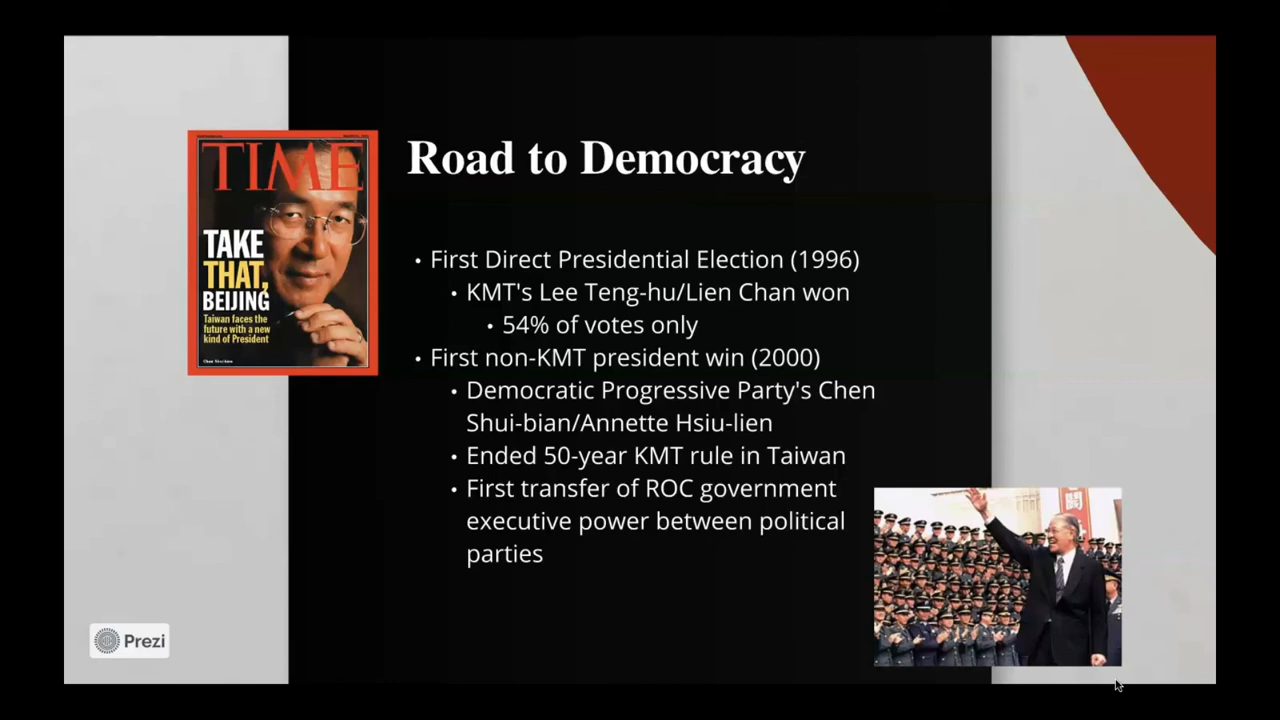 TIME
TAKE
THAT,
BEIJING
Taiwan faces the
future with a new
kind of President
Road to Democracy
• First Direct Presidential Election (1996)
• KMT's Lee Teng-hu/Lien Chan won
• 54% of votes only
• First non-KMT president win (2000)
• Democratic Progressive Party's Chen
Shui-bian/Annette Hsiu-lien
• Ended 50-year KMT rule in Taiwan
• First transfer of ROC government
executive power between political
parties
Prezi